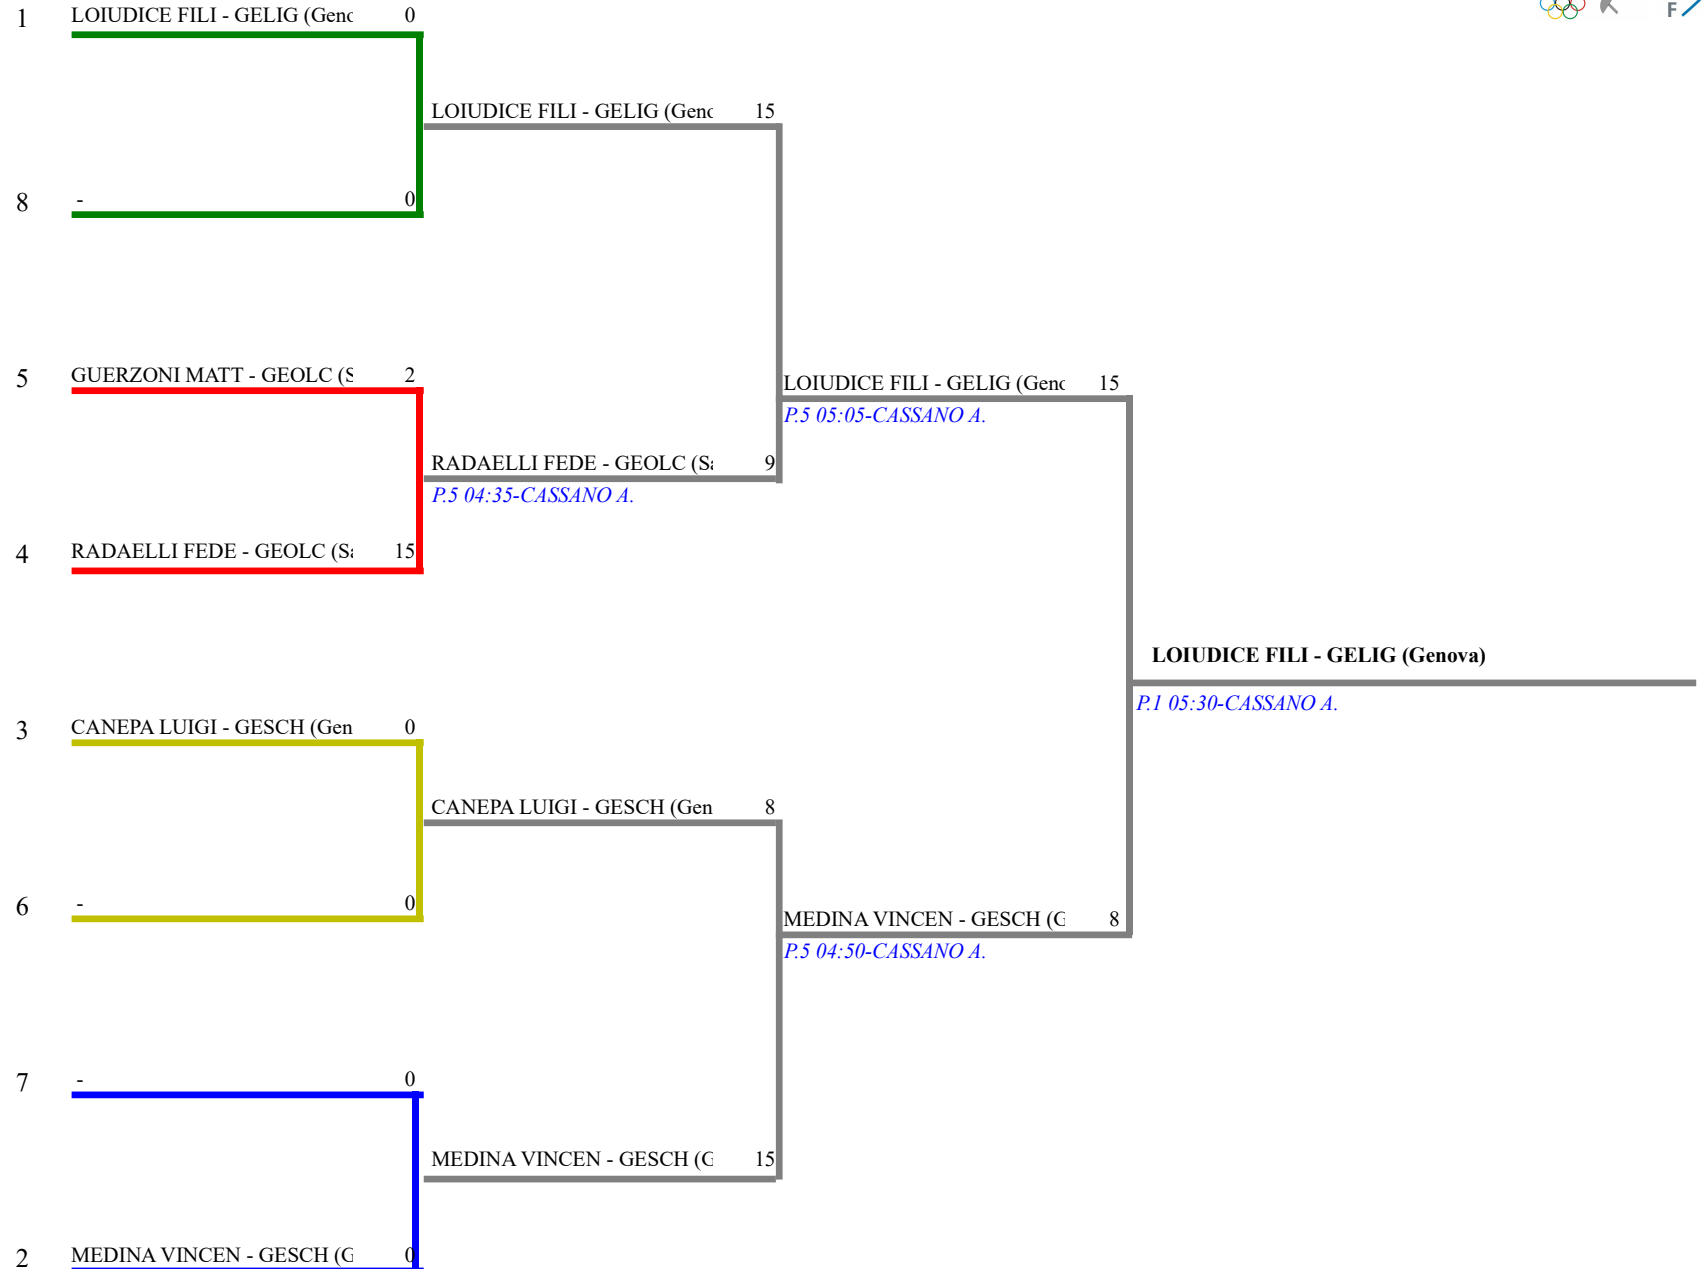 1 LOIUDICE FILI - GELIG (Genc 0
LOIUDICE FILI - GELIG (Genc 15
8 - 0
5 GUERZONI MATT - GEOLC (S 2
LOIUDICE FILI - GELIG (Genc 15
P.5 05:05-CASSANO A.
RADAELLI FEDE - GEOLC (Sa 9
P.5 04:35-CASSANO A.
4 RADAELLI FEDE - GEOLC (Sa 15
LOIUDICE FILI - GELIG (Genova)
P.1 05:30-CASSANO A.
3 CANEPA LUIGI - GESCH (Gen 0
CANEPA LUIGI - GESCH (Gen 8
6 - 0
MEDINA VINCEN - GESCH (G 8
P.5 04:50-CASSANO A.
7 - 0
MEDINA VINCEN - GESCH (G 15
2 MEDINA VINCEN - GESCH (G 0
F